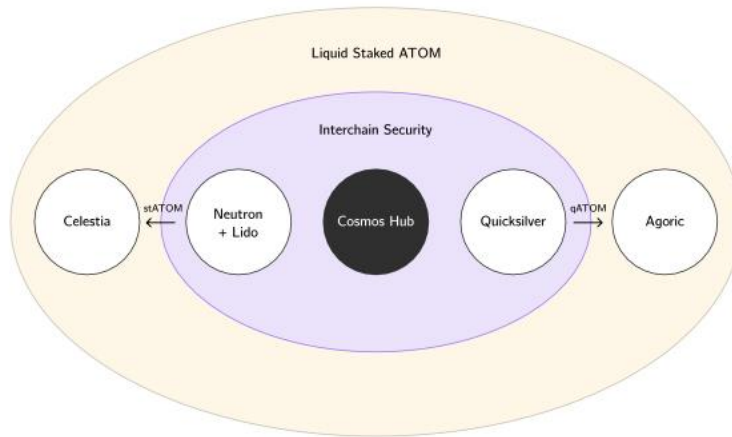 Liquid Staked ATOM
Interchain Security
Celestia
stATOM
Neutron
+ Lido
Cosmos Hub
Quicksilver
qATOM
Agoric